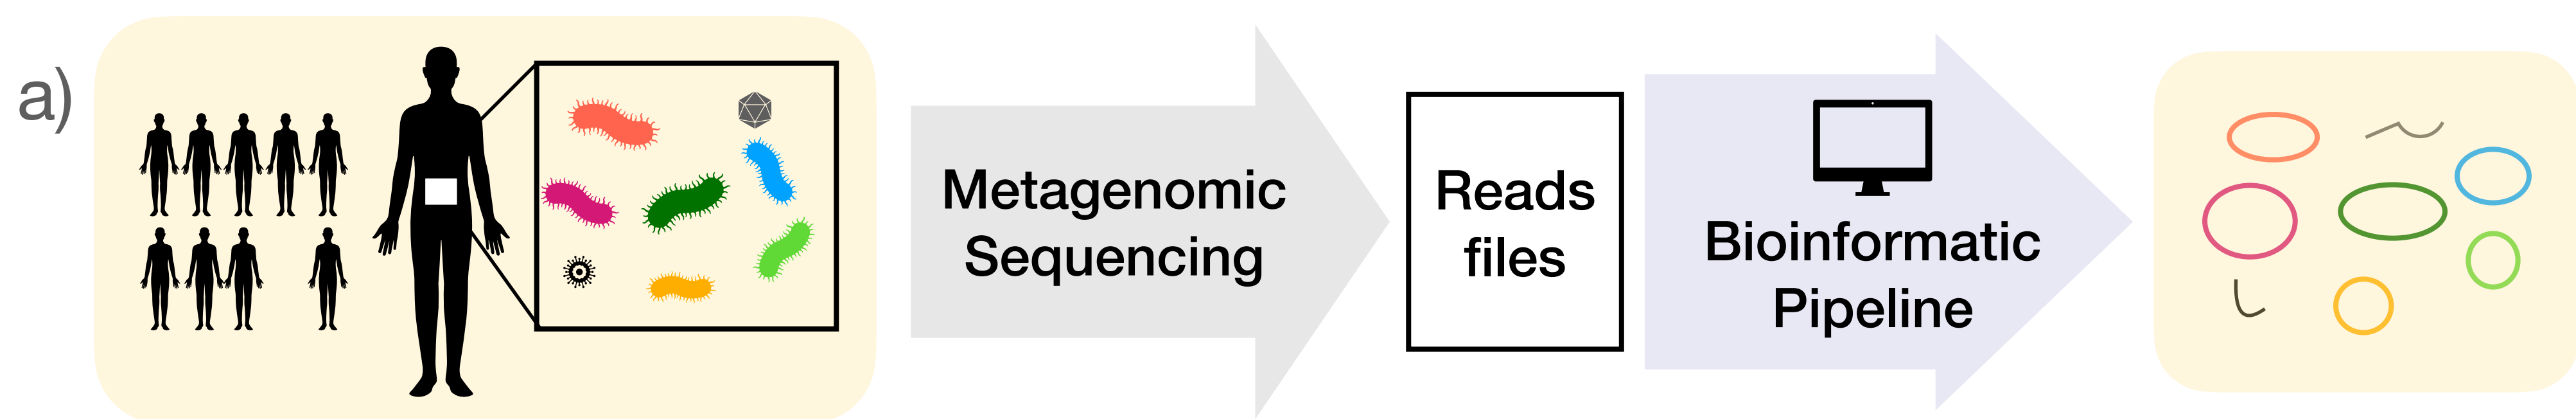 a)
Metagenomic
Sequencing
Reads
files
Bioinformatic
Pipeline